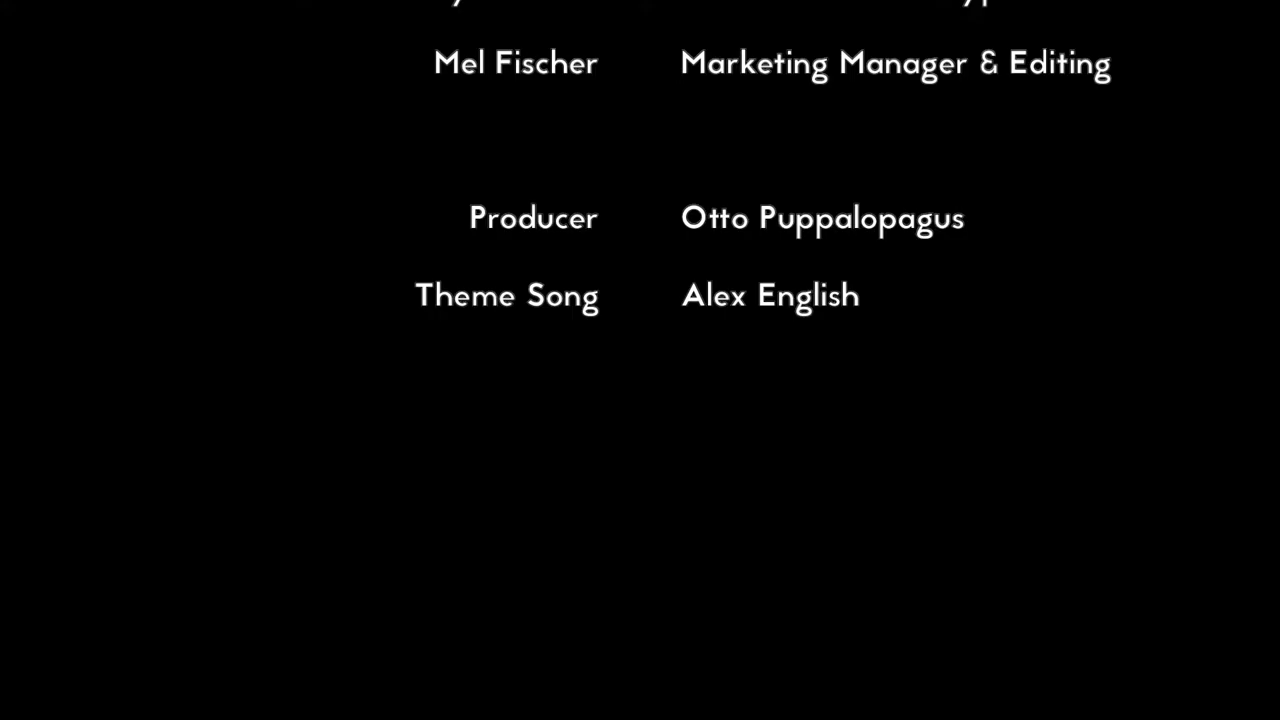 Mel Fischer Marketing Manager & Editing
Producer Otto Puppalopagus
Theme Song Alex English